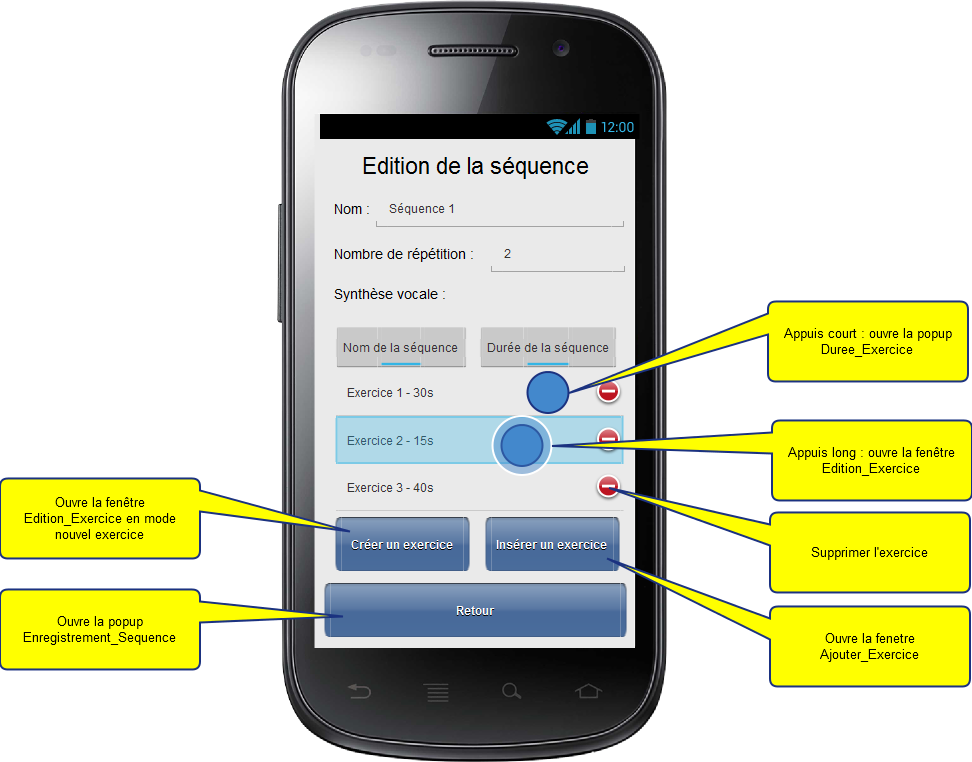 12:00
Edition de la séquence
Nom :
Séquence 1
Nombre de répétition :
2
Synthèse vocale :
Nom de la séquence
Durée de la séquence
Exercice 1 - 30s
Exercice 2 - 15s
Exercice 3 - 40s
Créer un exercice
Insérer un exercice
Retour
Appuis court : ouvre la popup
Duree_Exercice
Appuis long : ouvre la fenêtre
Edition_Exercice
Supprimer l'exercice
Ouvre la fenetre
Ajouter_Exercice
Ouvre la fenêtre
Edition_Exercice en mode
nouvel exercice
Ouvre la popup
Enregistrement_Sequence